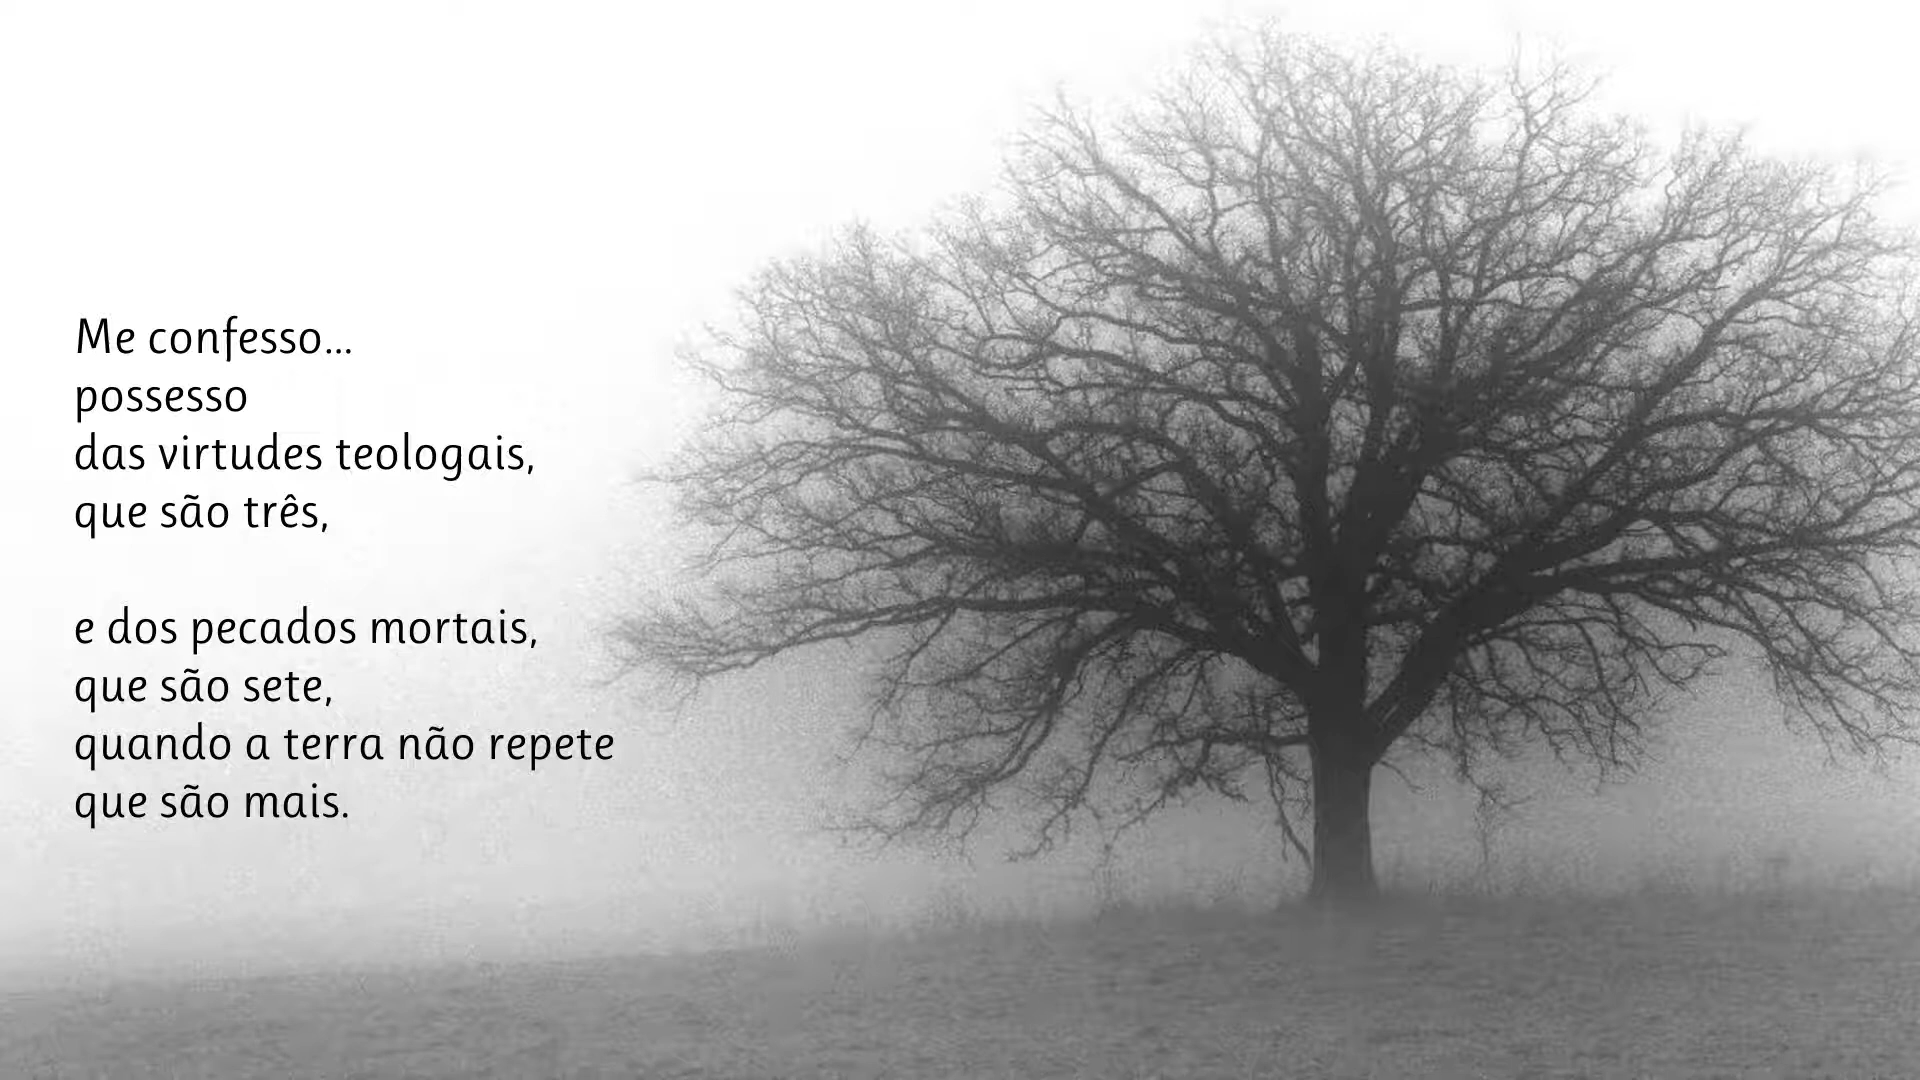 Me confesso...
possesso
das virtudes teologais,
que são três,
e dos pecados mortais,
que são sete,
quando a terra não repete
que são mais.